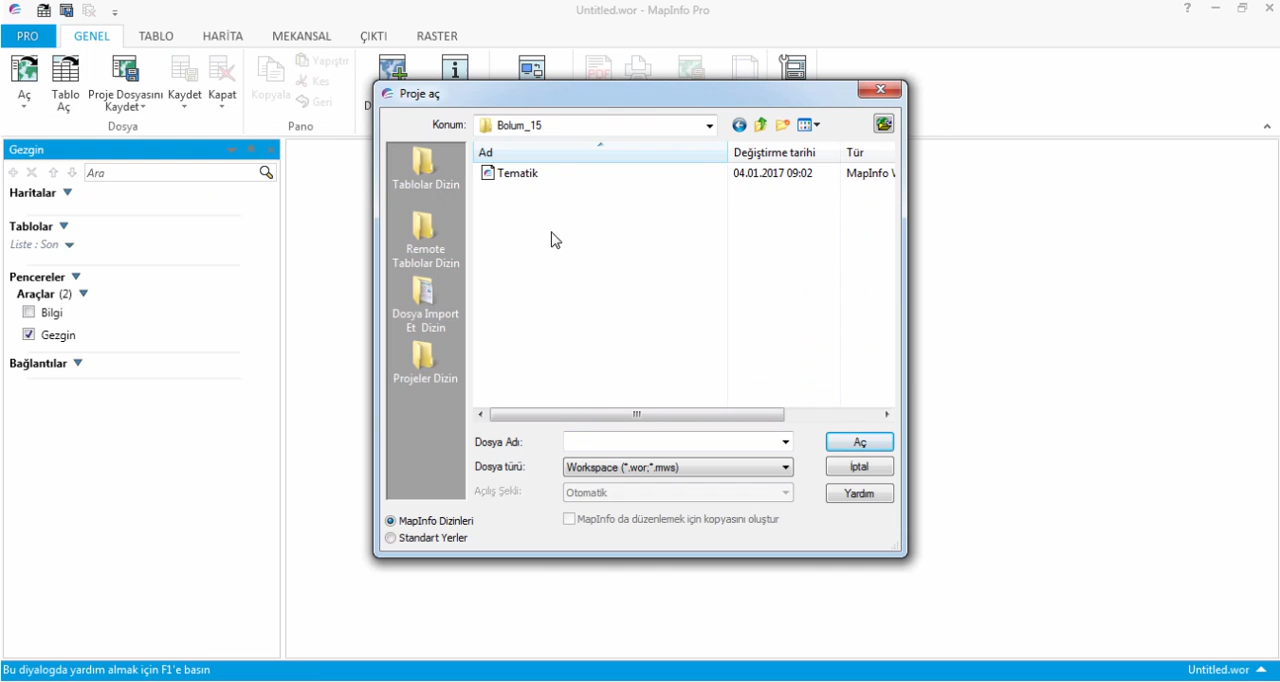 Untitled.wor - MapInfo Pro
?
PRO
GENEL
TABLO
HARİTA
MEKANSAL
ÇIKTI
RASTER
Aç
Tablo
Aç
Proje Dosyasını
Kaydet
Kaydet
Kapat
Dosya
Kopyala
Yapıştır
Kes
Geri
Pano
D
PDF
Gezgin
Ara
Haritalar
Tablolar
Liste : Son
Pencereler
Araçlar (2)
Bilgi
Gezgin
Bağlantılar
Proje aç
Konum:
Bolum_15
Tablolar Dizin
Remote
Tablolar Dizin
Dosya Import
Et Dizin
Projeler Dizin
Ad
Değiştirme tarihi
Tür
Tematik
04.01.2017 09:02
MapInfo W
Dosya Adı:
Aç
Dosya türü:
Workspace (*.wor;*.mws)
İptal
Açılış Şekli:
Otomatik
Yardım
MapInfo Dizinleri
MapInfo da düzenlemek için kopyasını oluştur
Standart Yerler
Bu diyalogda yardım almak için F1'e basın
Untitled.wor